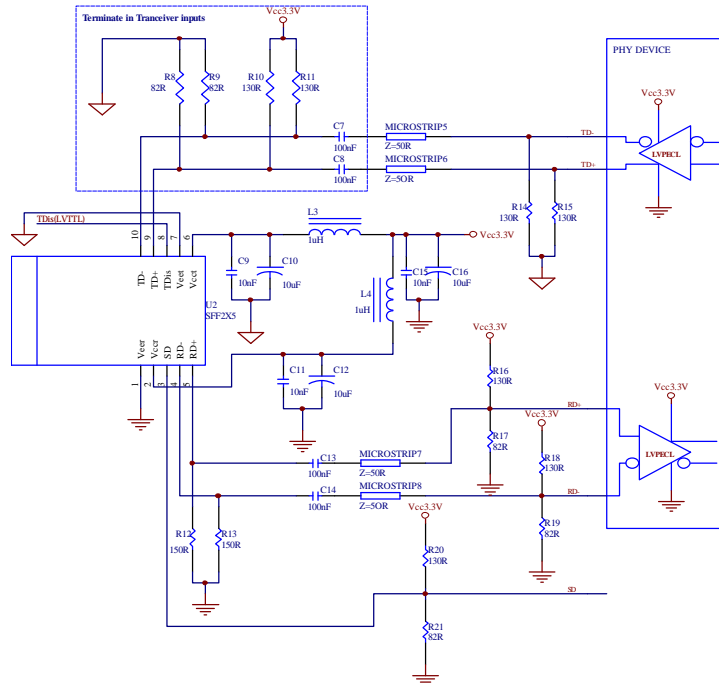 Terminate in Tranceiver inputs
Vcc3.3V
PHY DEVICE
R8
82R
R9
82R
R10
130R
R11
130R
Vcc3.3V
C7
100nF
MICROSTRIP5
Z=50R
TD-
C8
100nF
MICROSTRIP6
Z=5OR
TD+
LVPECL
R14
130R
R15
130R
TDis(LVTTL)
10
9
8
7
6
L3
1uH
Vcc3.3V
C9
10nF
C10
10uF
C15
10nF
C16
10uF
L4
1uH
TD-
TD+
TDis
Veet
Vcct
U2
SFF2X5
Veer
Vccr
SD
RD-
RD+
1
2
3
4
5
C11
10nF
C12
10uF
Vcc3.3V
R16
130R
RD+
Vcc3.3V
Vcc3.3V
R17
82R
R18
130R
LVPECL
C13
100nF
MICROSTRIP7
Z=50R
C14
100nF
MICROSTRIP8
Z=5OR
RD-
Vcc3.3V
R19
82R
R12
150R
R13
150R
R20
130R
SD
R21
82R